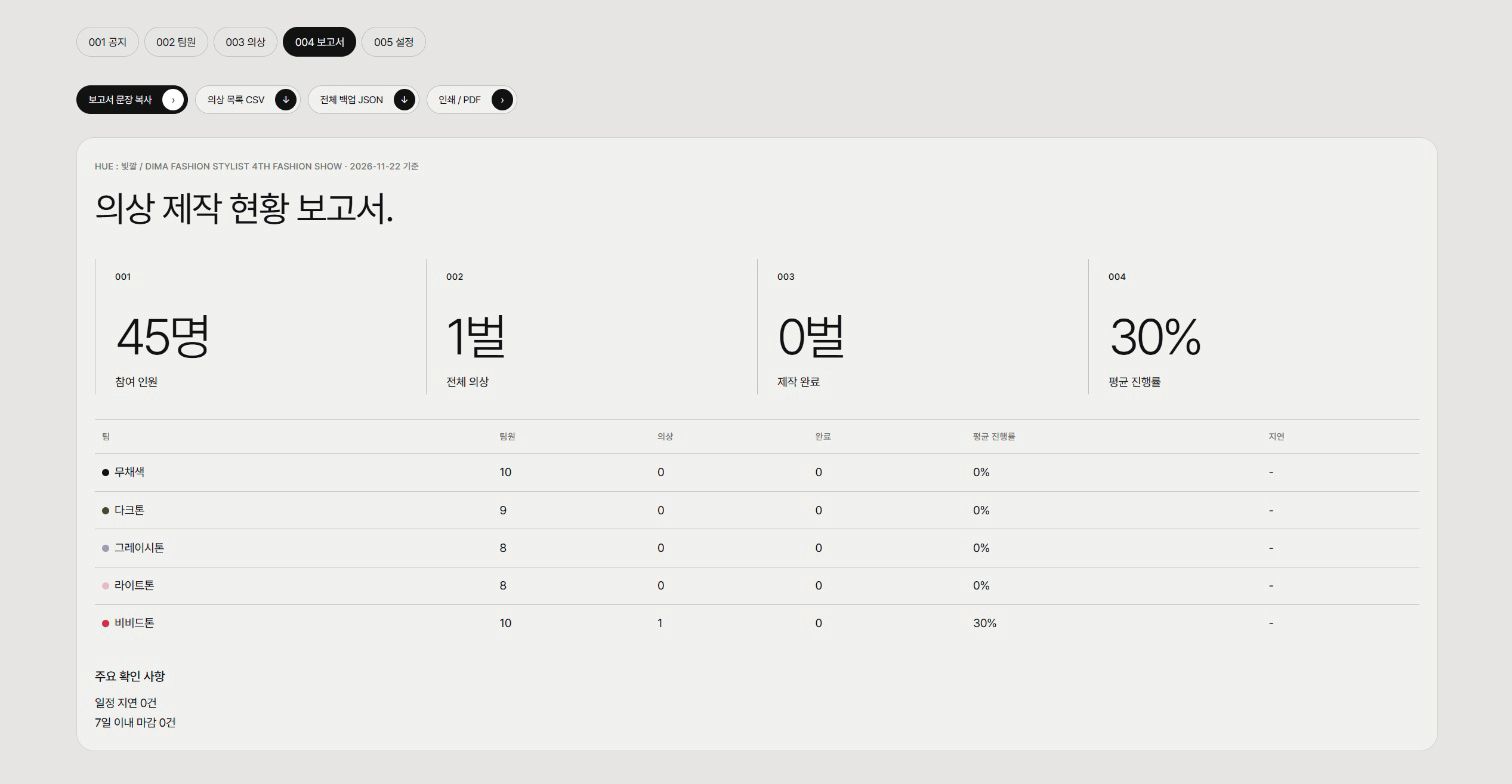 001 공지 002 팀원 003 의상 004 보고서 005 설정
보고서 문장 복사 › 의상 목록 CSV ↓ 전체 백업 JSON ↓ 인쇄 / PDF ›
HUE : 빛깔 / DIMA FASHION STYLIST 4TH FASHION SHOW · 2026-11-22 기준
의상 제작 현황 보고서.
001 002 003 004
45명 1벌 0벌 30%
참여 인원 전체 의상 제작 완료 평균 진행률
팀 팀원 의상 완료 평균 진행률 지연
무채색 10 0 0 0% -
다크톤 9 0 0 0% -
그레이시톤 8 0 0 0% -
라이트톤 8 0 0 0% -
비비드톤 10 1 0 30% -
주요 확인 사항
일정 지연 0건
7일 이내 마감 0건